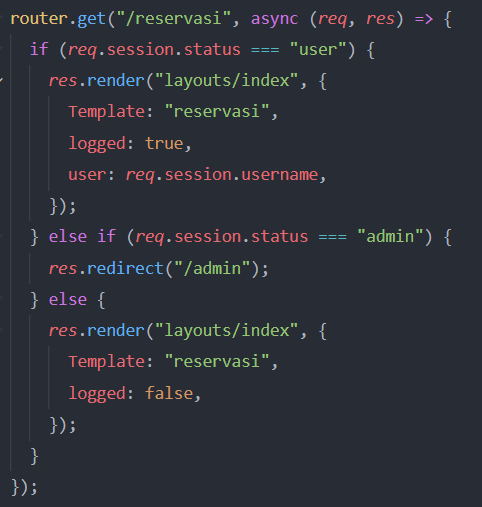 router.get("/reservasi", async (req, res) => {
  if (req.session.status === "user") {
    res.render("layouts/index", {
      Template: "reservasi",
      logged: true,
      user: req.session.username,
    });
  } else if (req.session.status === "admin") {
    res.redirect("/admin");
  } else {
    res.render("layouts/index", {
      Template: "reservasi",
      logged: false,
    });
  }
});